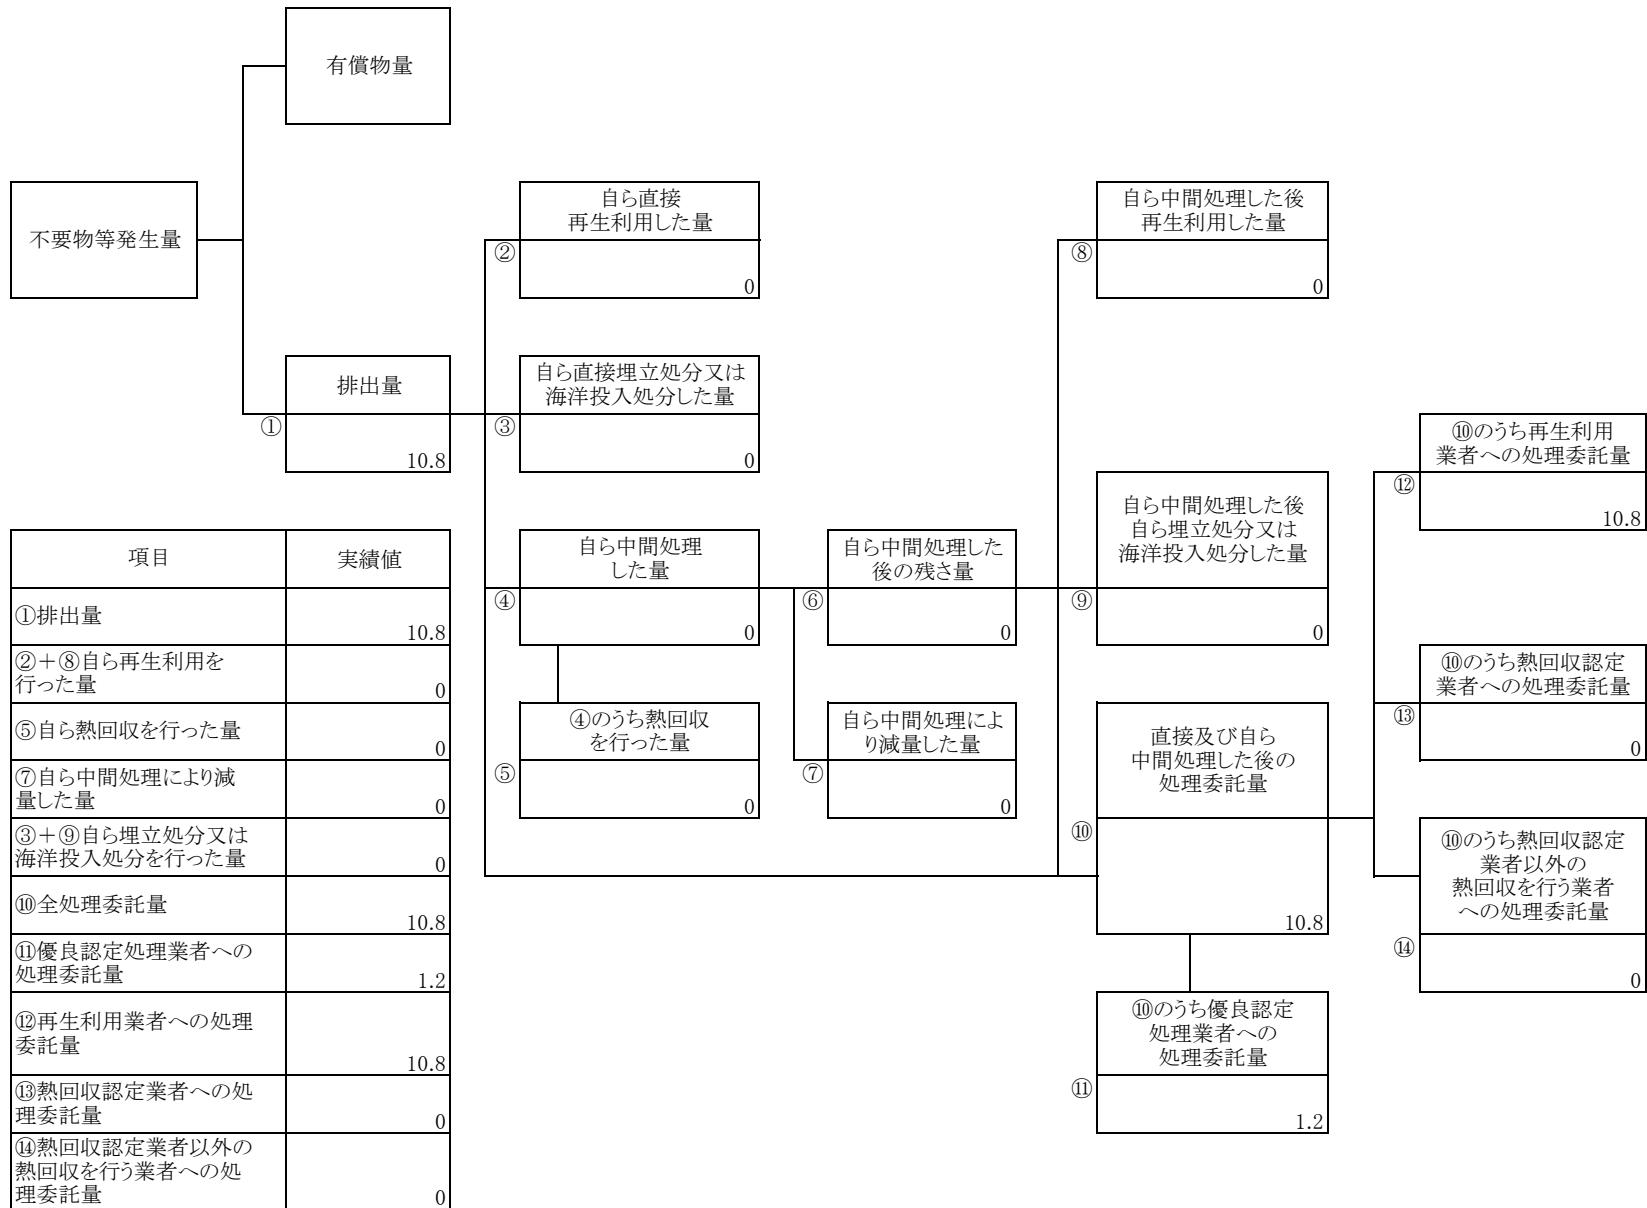 有償物量
不要物等発生量
自ら直接
再生利用した量
②
0
自ら中間処理した後
再生利用した量
⑧
0
排出量
①
10.8
自ら直接埋立処分又は
海洋投入処分した量
③
0
⑩のうち再生利用
業者への処理委託量
⑫
10.8
自ら中間処理
した量
④
0
自ら中間処理した
後の残さ量
⑥
0
自ら中間処理した後
自ら埋立処分又は
海洋投入処分した量
⑨
0
⑩のうち熱回収認定
業者への処理委託量
⑬
0
④のうち熱回収
を行った量
⑤
0
自ら中間処理によ
り減量した量
⑦
0
直接及び自ら
中間処理した後の
処理委託量
⑩
10.8
⑩のうち熱回収認定
業者以外の
熱回収を行う業者
への処理委託量
⑭
0
⑩のうち優良認定
処理業者への
処理委託量
⑪
1.2
項目 実績値
①排出量
10.8
②＋⑧自ら再生利用を
行った量
0
⑤自ら熱回収を行った量
0
⑦自ら中間処理により減
量した量
0
③＋⑨自ら埋立処分又は
海洋投入処分を行った量
0
⑩全処理委託量
10.8
⑪優良認定処理業者への
処理委託量
1.2
⑫再生利用業者への処理
委託量
10.8
⑬熱回収認定業者への処
理委託量
0
⑭熱回収認定業者以外の
熱回収を行う業者への処
理委託量
0